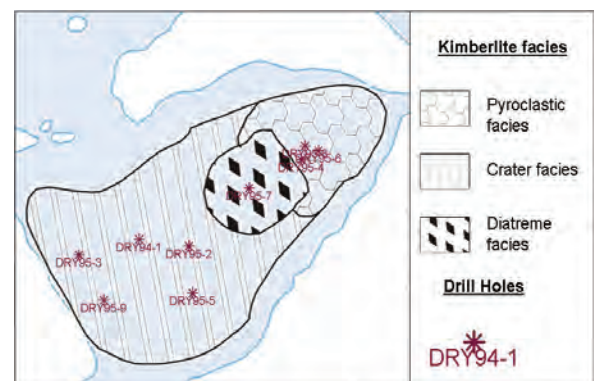 Kimberlite facies
Pyroclastic
facies
Crater facies
Diatreme
facies
Drill Holes
DRY94-1
DRY95-6
DRY95-4
DRY95-7
DRY94-1
DRY95-2
DRY95-3
DRY95-5
DRY95-9